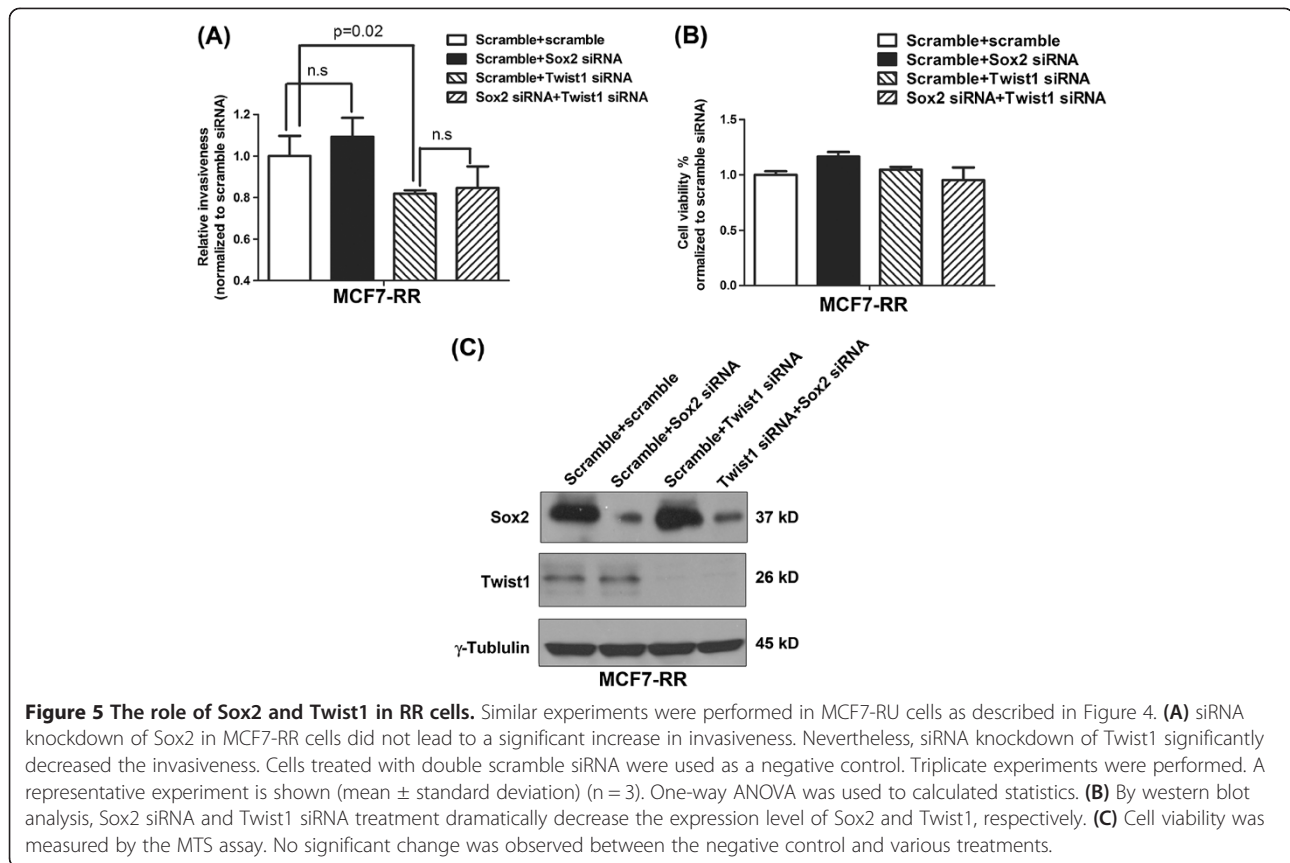 (A)
p=0.02
n.s
n.s
Scramble+scramble
Scramble+Sox2 siRNA
Scramble+Twist1 siRNA
Sox2 siRNA+Twist1 siRNA
Relative invasiveness
(normalized to scramble siRNA)
1.2
1.0
0.8
0.6
0.4
MCF7-RR
(B)
Scramble+scramble
Scramble+Sox2 siRNA
Scramble+Twist1 siRNA
Sox2 siRNA+Twist1 siRNA
Cell viability %
ormalized to scramble siRNA)
1.5
1.0
0.5
0.0
MCF7-RR
(C)
Scramble+scramble
Scramble+Sox2 siRNA
Scramble+Twist1 siRNA
Twist1 siRNA+Sox2 siRNA
Sox2
37 kD
Twist1
26 kD
γ-Tublulin
45 kD
MCF7-RR
Figure 5 The role of Sox2 and Twist1 in RR cells. Similar experiments were performed in MCF7-RU cells as described in Figure 4. (A) siRNA
knockdown of Sox2 in MCF7-RR cells did not lead to a significant increase in invasiveness. Nevertheless, siRNA knockdown of Twist1 significantly
decreased the invasiveness. Cells treated with double scramble siRNA were used as a negative control. Triplicate experiments were performed. A
representative experiment is shown (mean ± standard deviation) (n = 3). One-way ANOVA was used to calculated statistics. (B) By western blot
analysis, Sox2 siRNA and Twist1 siRNA treatment dramatically decrease the expression level of Sox2 and Twist1, respectively. (C) Cell viability was
measured by the MTS assay. No significant change was observed between the negative control and various treatments.